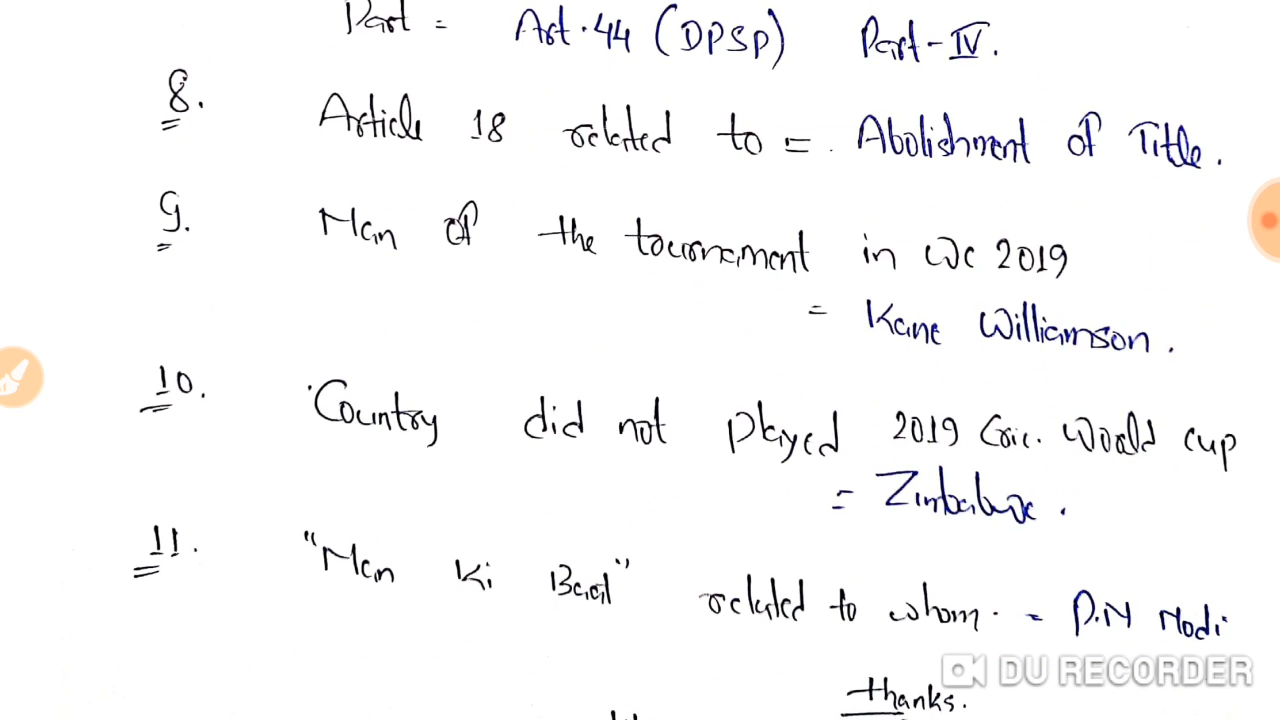 Part = Art.44 (DPSP) Part-IV.
8. Article 18 related to = Abolishment of Title.
9. Man of the tournament in WC 2019
= Kane Williamson.
10. Country did not played 2019 Cric. World cup
= Zimbabwe.
11. "Man Ki Baat" related to whom. = P.M Modi
DU RECORDER
thanks.